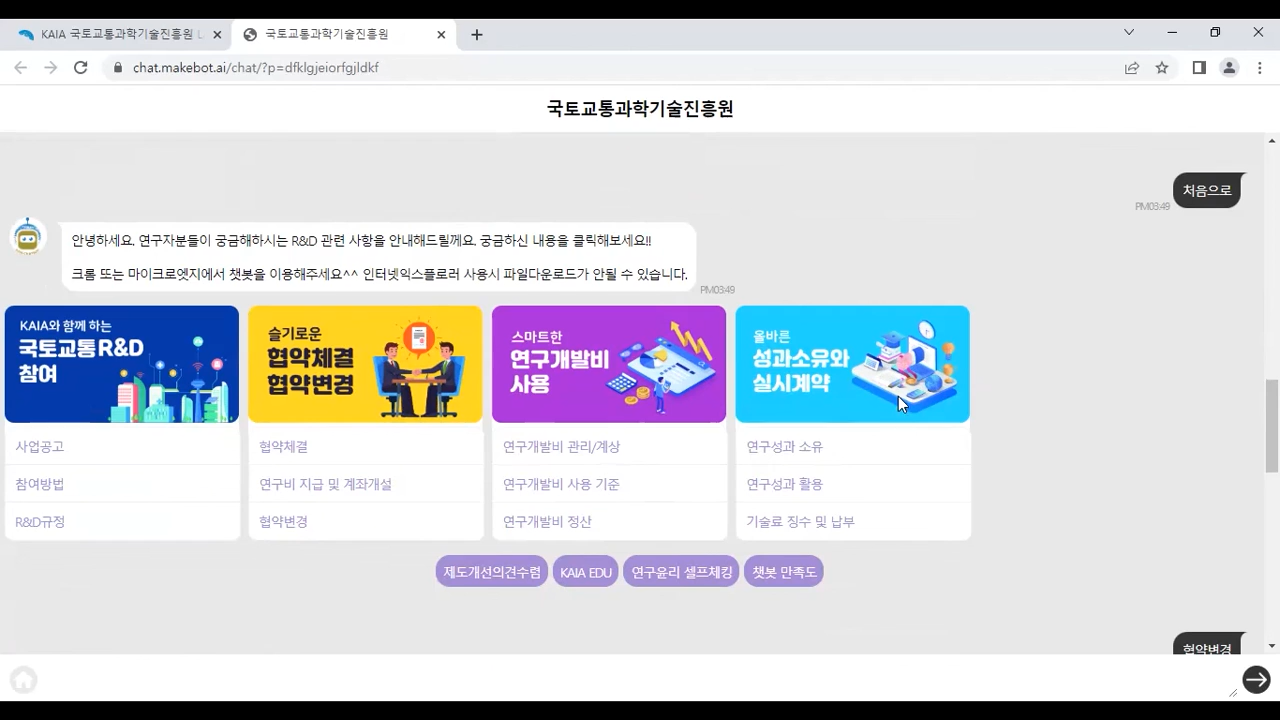 KAIA 국토교통과학기술진흥원 L
국토교통과학기술진흥원
chat.makebot.ai/chat/?p=dfklgjeiorfgjldkf
국토교통과학기술진흥원
처음으로
PM03:49
안녕하세요. 연구자분들이 궁금해하시는 R&D 관련 사항을 안내해드릴께요. 궁금하신 내용을 클릭해보세요!!
크롬 또는 마이크로엣지에서 챗봇을 이용해주세요^^ 인터넷익스플로러 사용시 파일다운로드가 안될 수 있습니다.
PM03:49
KAIA와 함께 하는
국토교통 R&D
참여
사업공고
참여방법
R&D규정
슬기로운
협약체결
협약변경
협약체결
연구비 지급 및 계좌개설
협약변경
스마트한
연구개발비
사용
연구개발비 관리/계상
연구개발비 사용 기준
연구개발비 정산
올바른
성과소유와
실시계약
연구성과 소유
연구성과 활용
기술료 징수 및 납부
제도개선의견수렴
KAIA EDU
연구윤리 셀프체킹
챗봇 만족도
협약변경